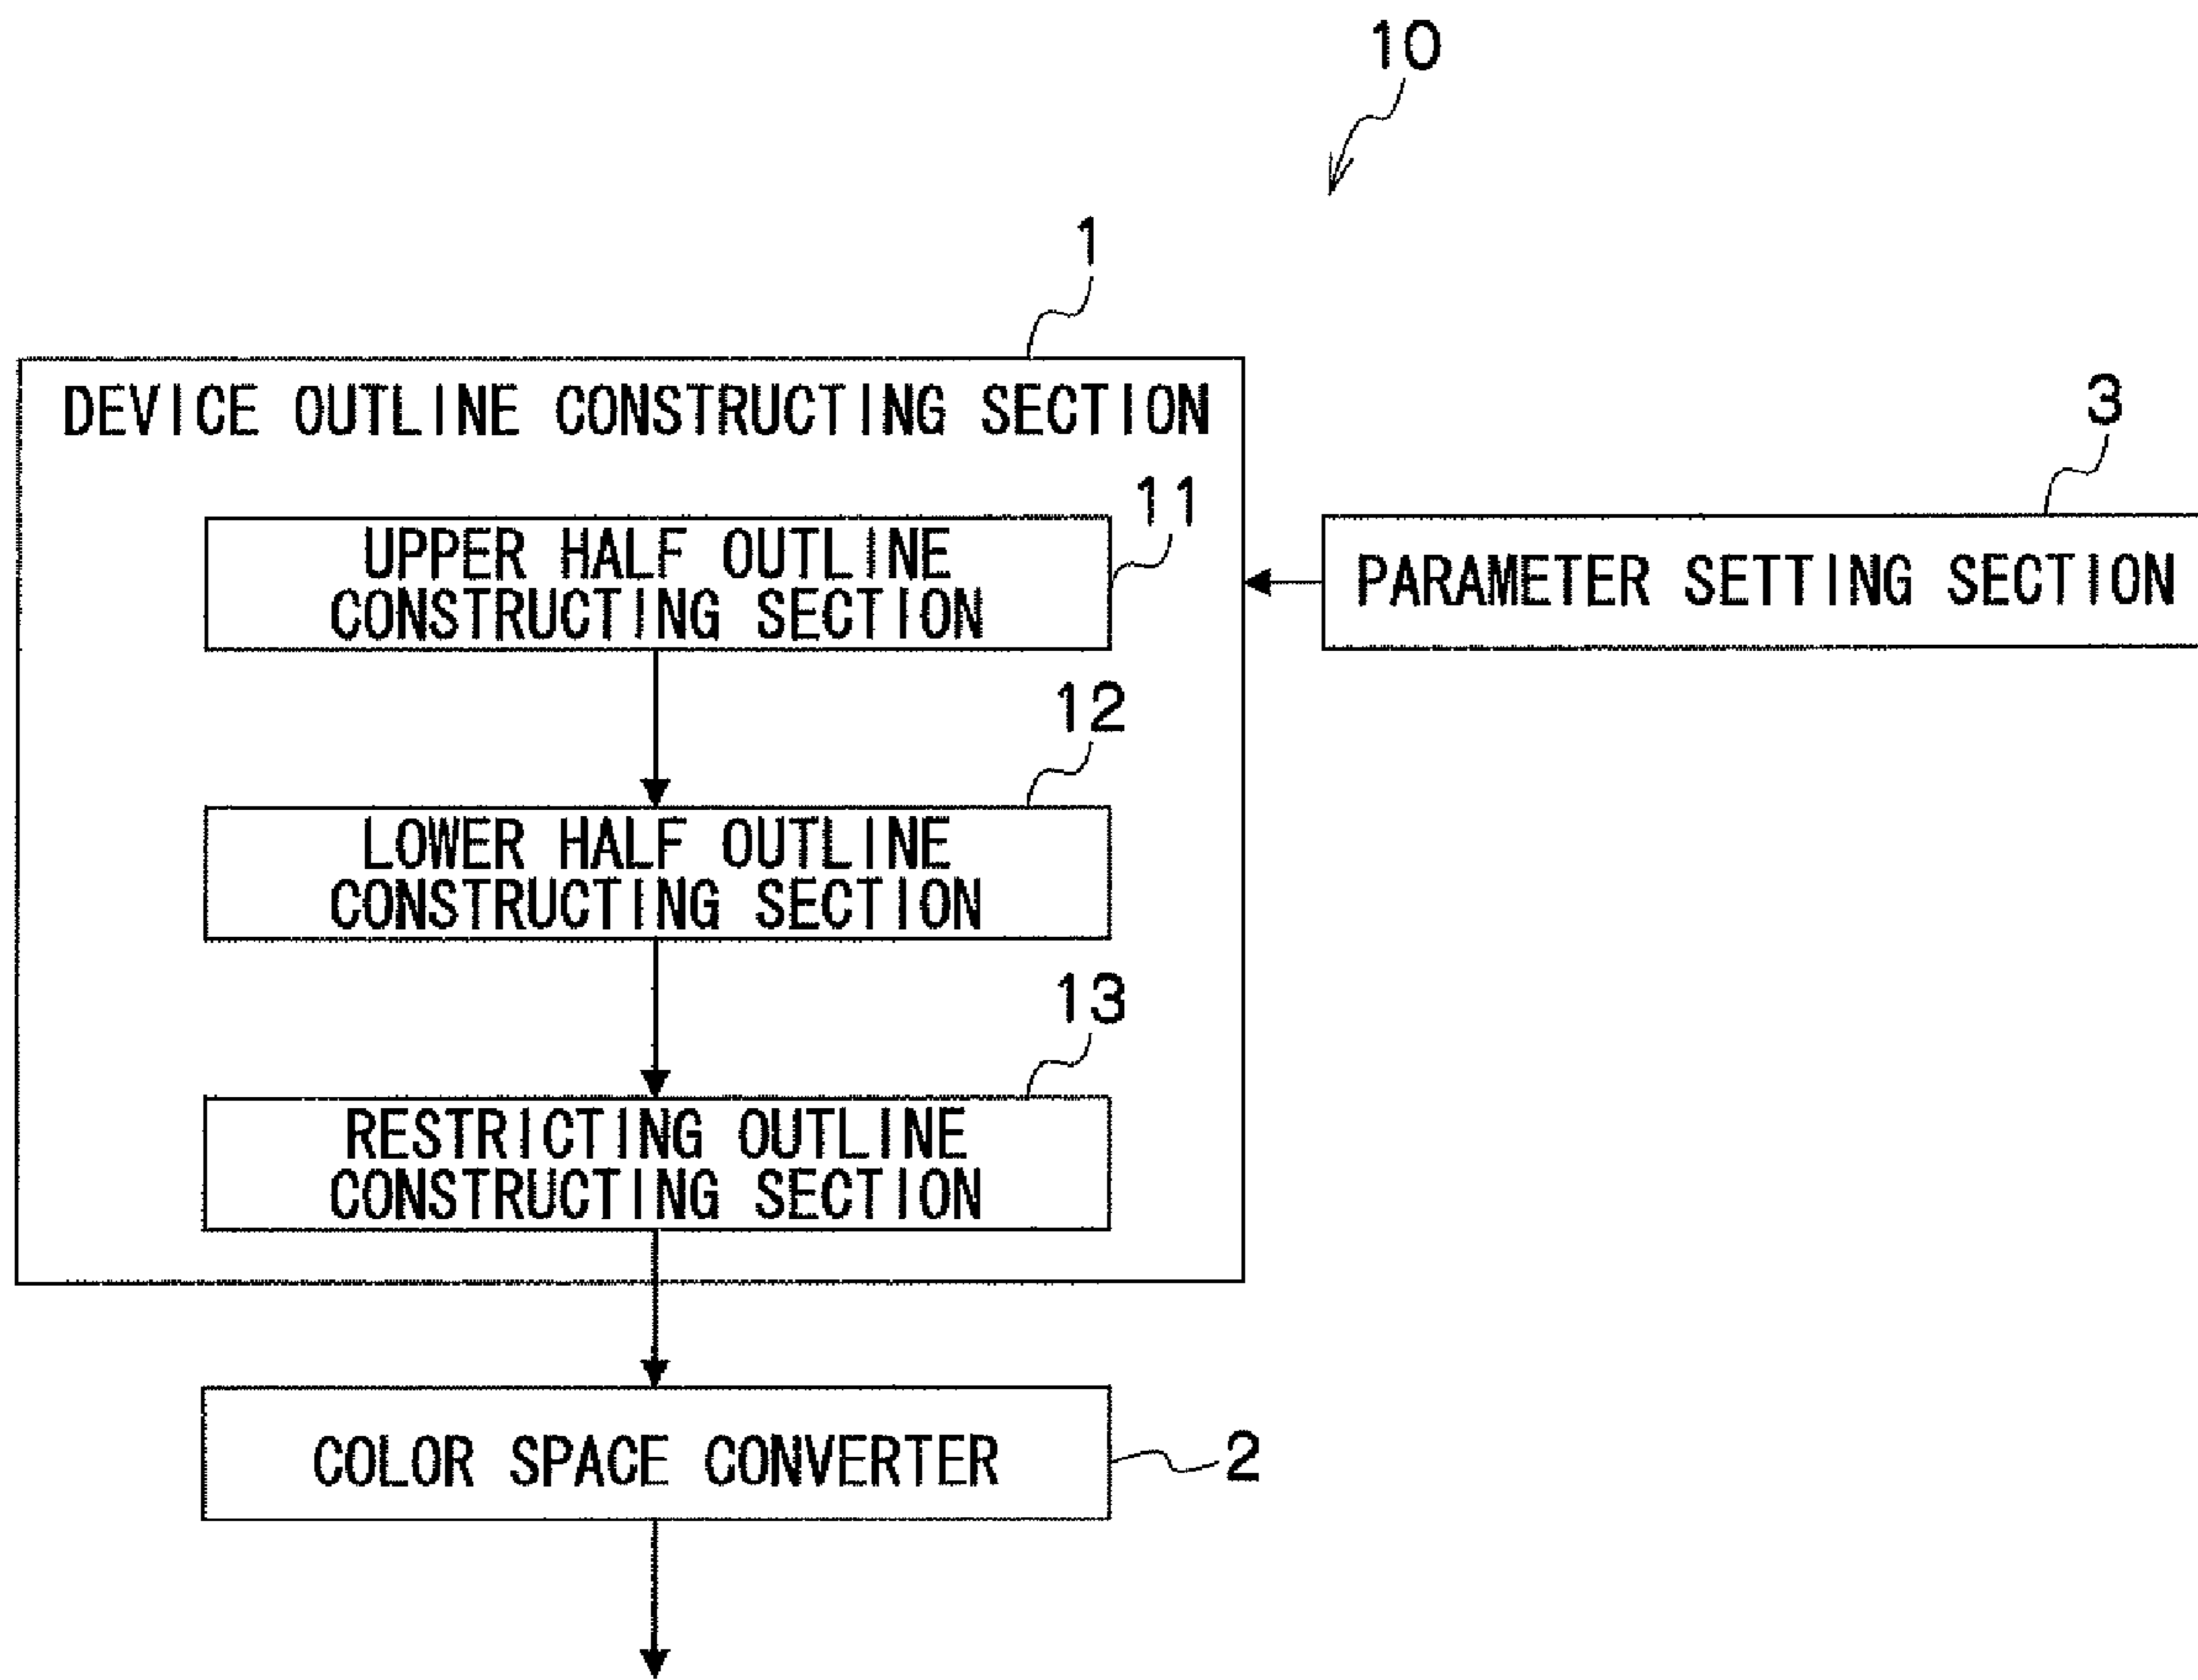 10
1
DEVICE OUTLINE CONSTRUCTING SECTION
3
11
UPPER HALF OUTLINE
CONSTRUCTING SECTION
PARAMETER SETTING SECTION
12
LOWER HALF OUTLINE
CONSTRUCTING SECTION
13
RESTRICTING OUTLINE
CONSTRUCTING SECTION
COLOR SPACE CONVERTER
2